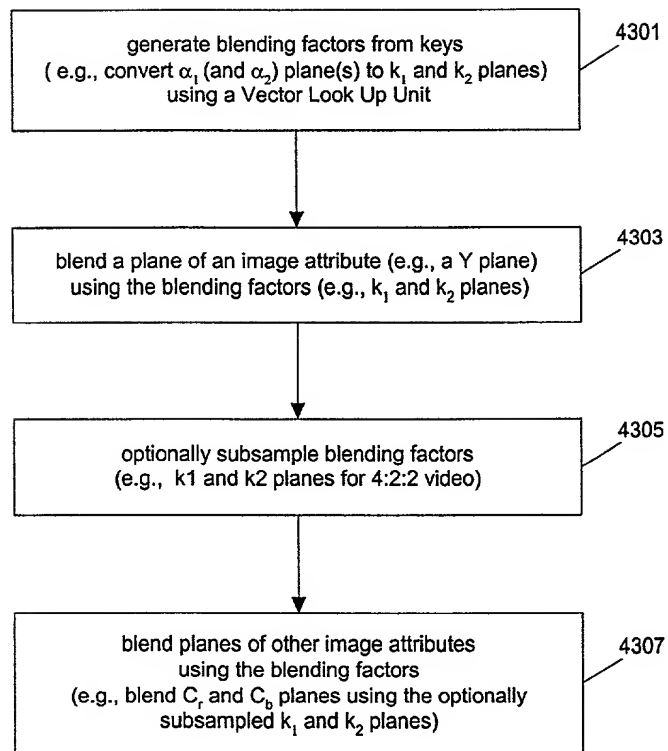 generate blending factors from keys
( e.g., convert α₁ (and α₂) plane(s) to k₁ and k₂ planes)
using a Vector Look Up Unit
4301
blend a plane of an image attribute (e.g., a Y plane)
using the blending factors (e.g., k₁ and k₂ planes)
4303
optionally subsample blending factors
(e.g., k1 and k2 planes for 4:2:2 video)
4305
blend planes of other image attributes
using the blending factors
(e.g., blend Cᵣ and C_b planes using the optionally
subsampled k₁ and k₂ planes)
4307